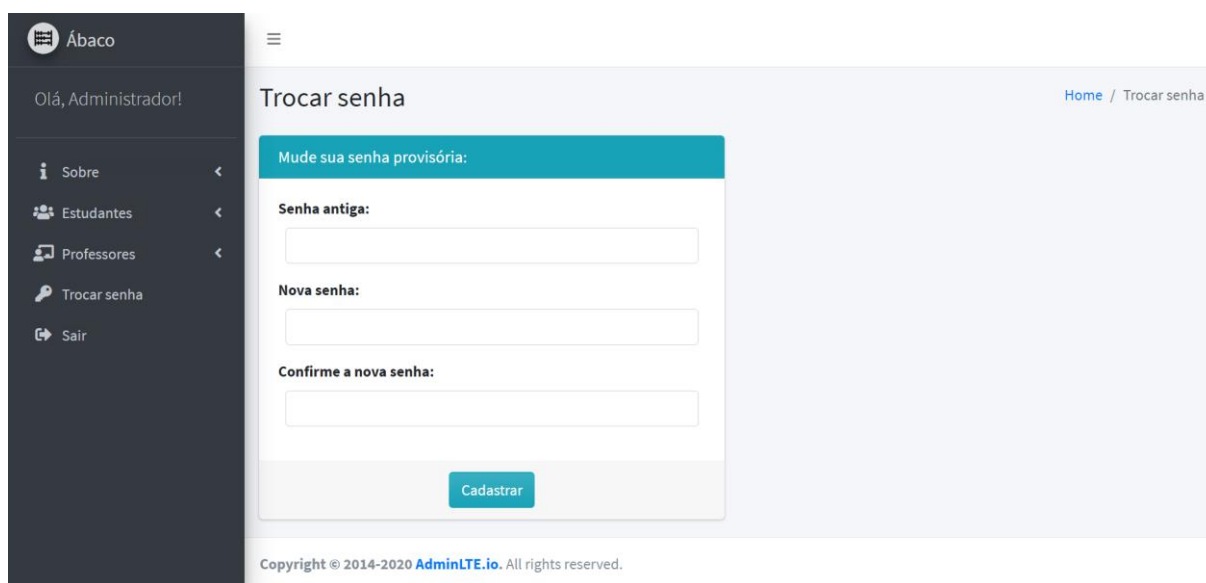 Ábaco
Olá, Administrador!
Sobre
Estudantes
Professores
Trocar senha
Sair
Trocar senha
Home / Trocar senha
Mude sua senha provisória:
Senha antiga:
Nova senha:
Confirme a nova senha:
Cadastrar
Copyright © 2014-2020 AdminLTE.io. All rights reserved.